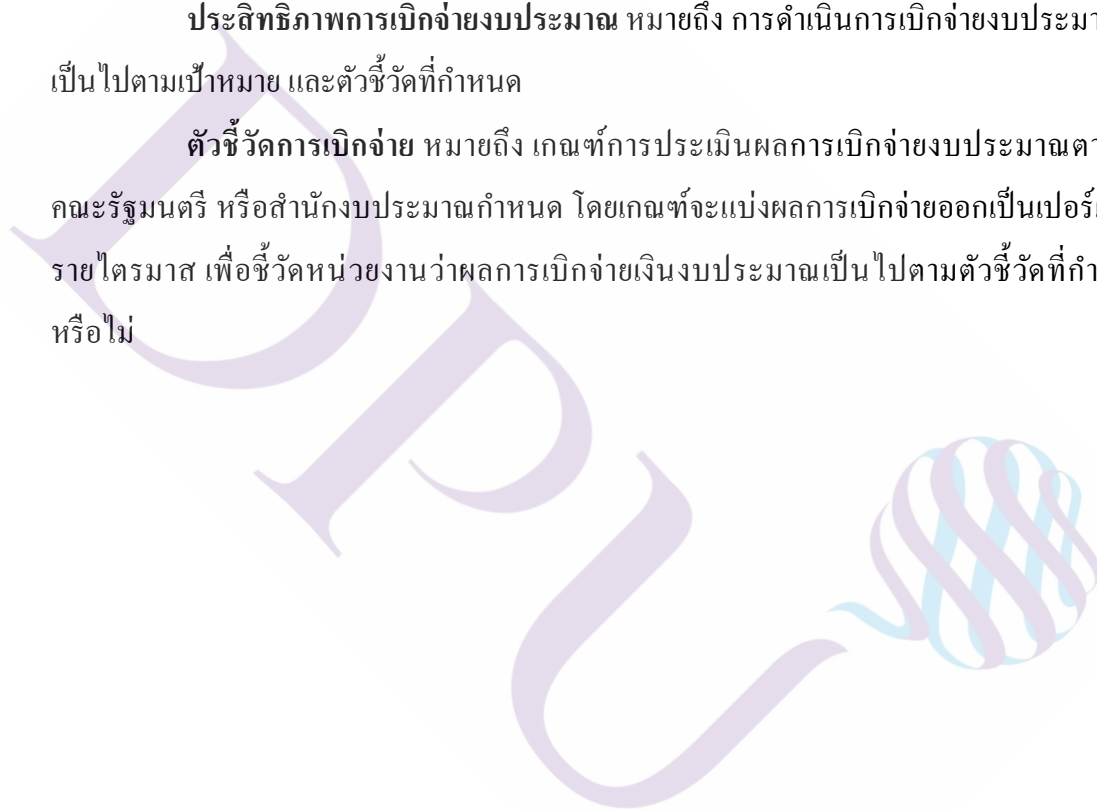 ประสิทธิภาพการเบิกจ่ายงบประมาณ หมายถึง การดำเนินการเบิกจ่ายงบประมา
เป็นไปตามเป้าหมาย และตัวชี้วัดที่กำหนด
ตัวชี้วัดการเบิกจ่าย หมายถึง เกณฑ์การประเมินผลการเบิกจ่ายงบประมาณตา
คณะรัฐมนตรี หรือสำนักงบประมาณกำหนด โดยเกณฑ์จะแบ่งผลการเบิกจ่ายออกเป็นเปอร์
รายไตรมาส เพื่อชี้วัดหน่วยงานว่าผลการเบิกจ่ายเงินงบประมาณเป็นไปตามตัวชี้วัดที่กำ
หรือไม่
DPU